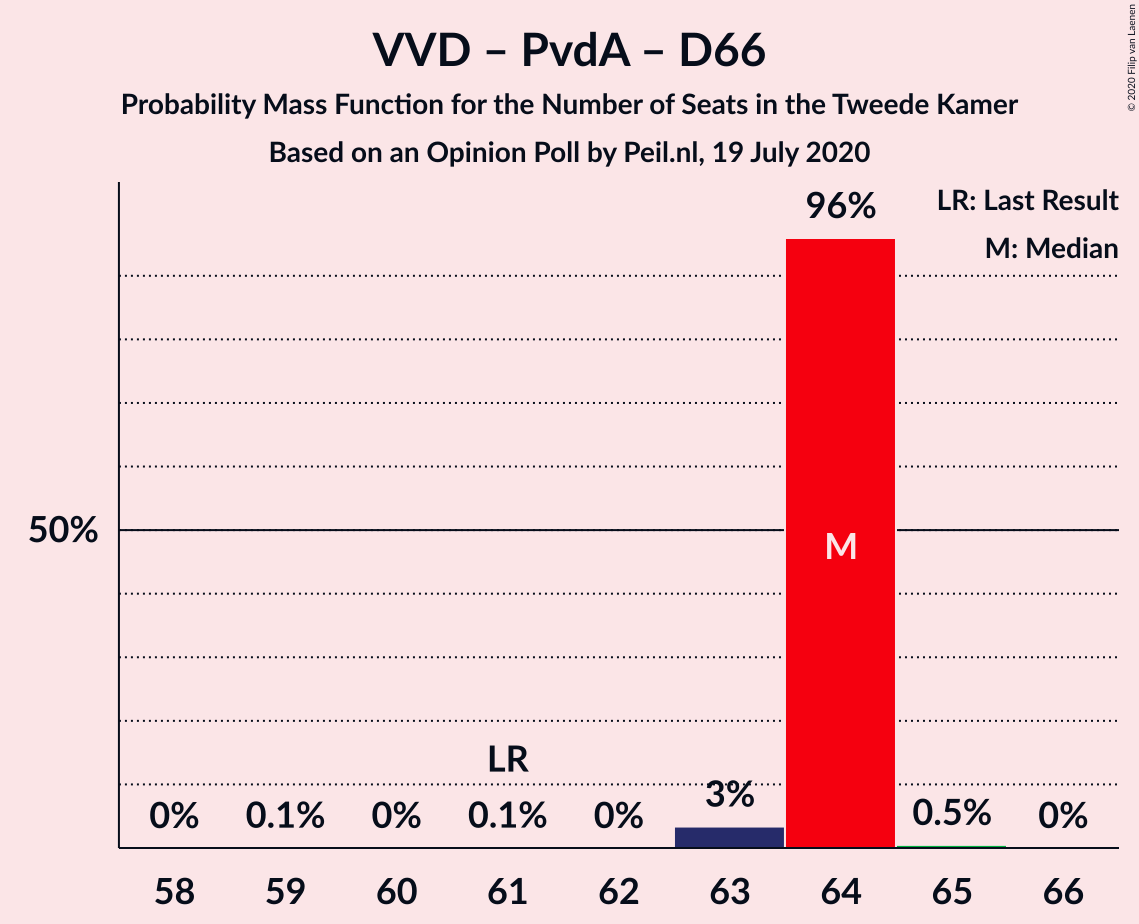 VVD – PvdA – D66
Probability Mass Function for the Number of Seats in the Tweede Kamer
Based on an Opinion Poll by Peil.nl, 19 July 2020
© 2020 Filip van Laenen
LR: Last Result
M: Median
96%
50%
M
LR
0% 0.1% 0% 0.1% 0% 3% 0.5% 0%
58 59 60 61 62 63 64 65 66